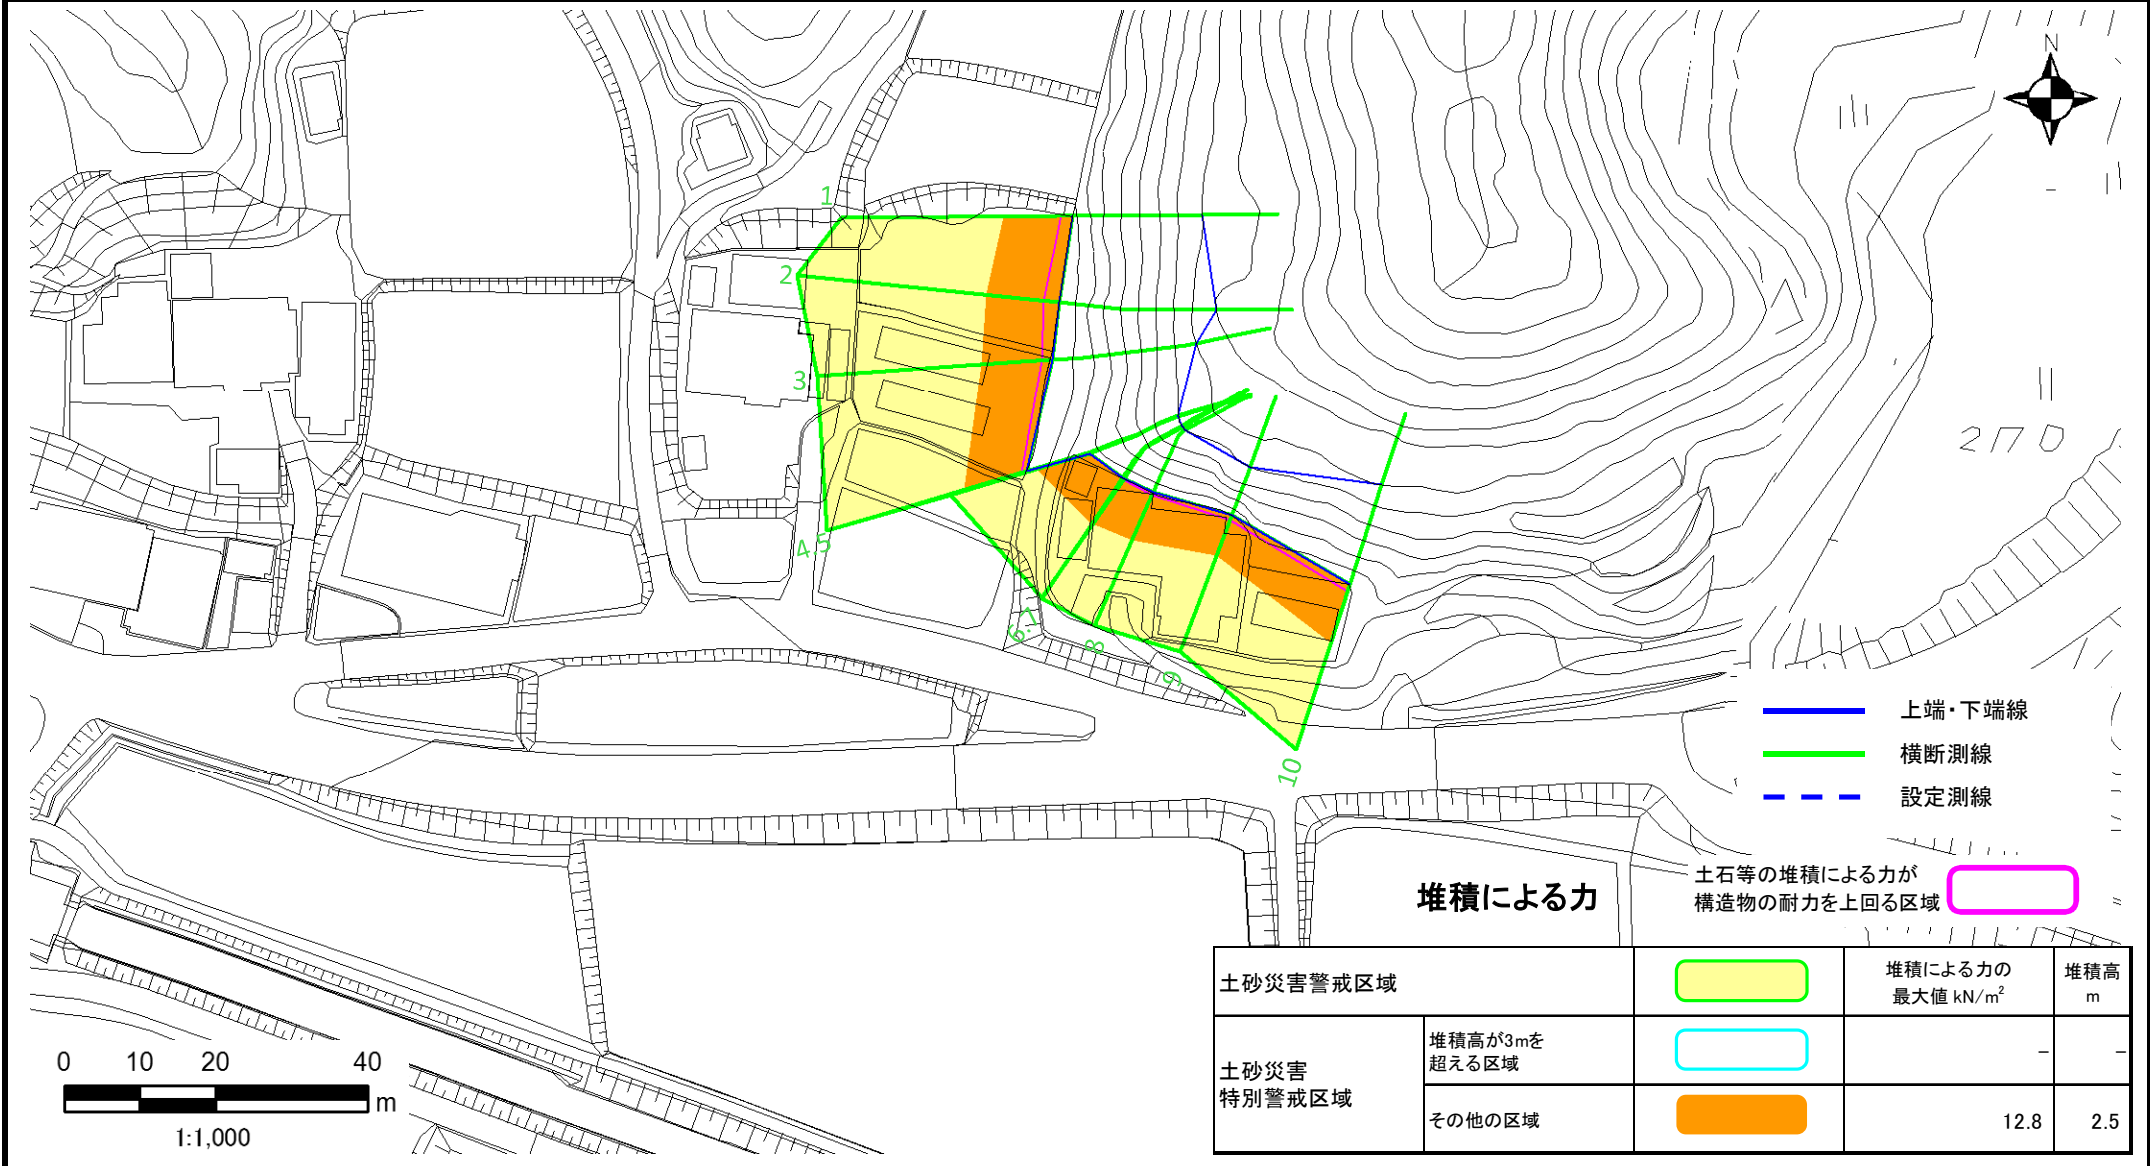 N
1
2
3
4.5
6.7
8
9
10
270
上端・下端線
横断測線
設定測線
堆積による力
土石等の堆積による力が
構造物の耐力を上回る区域
土砂災害警戒区域
堆積による力の
最大値 kN/m²
堆積高
m
土砂災害
特別警戒区域
堆積高が3mを
超える区域
-
-
その他の区域
12.8
2.5
0 10 20 40
m
1:1,000